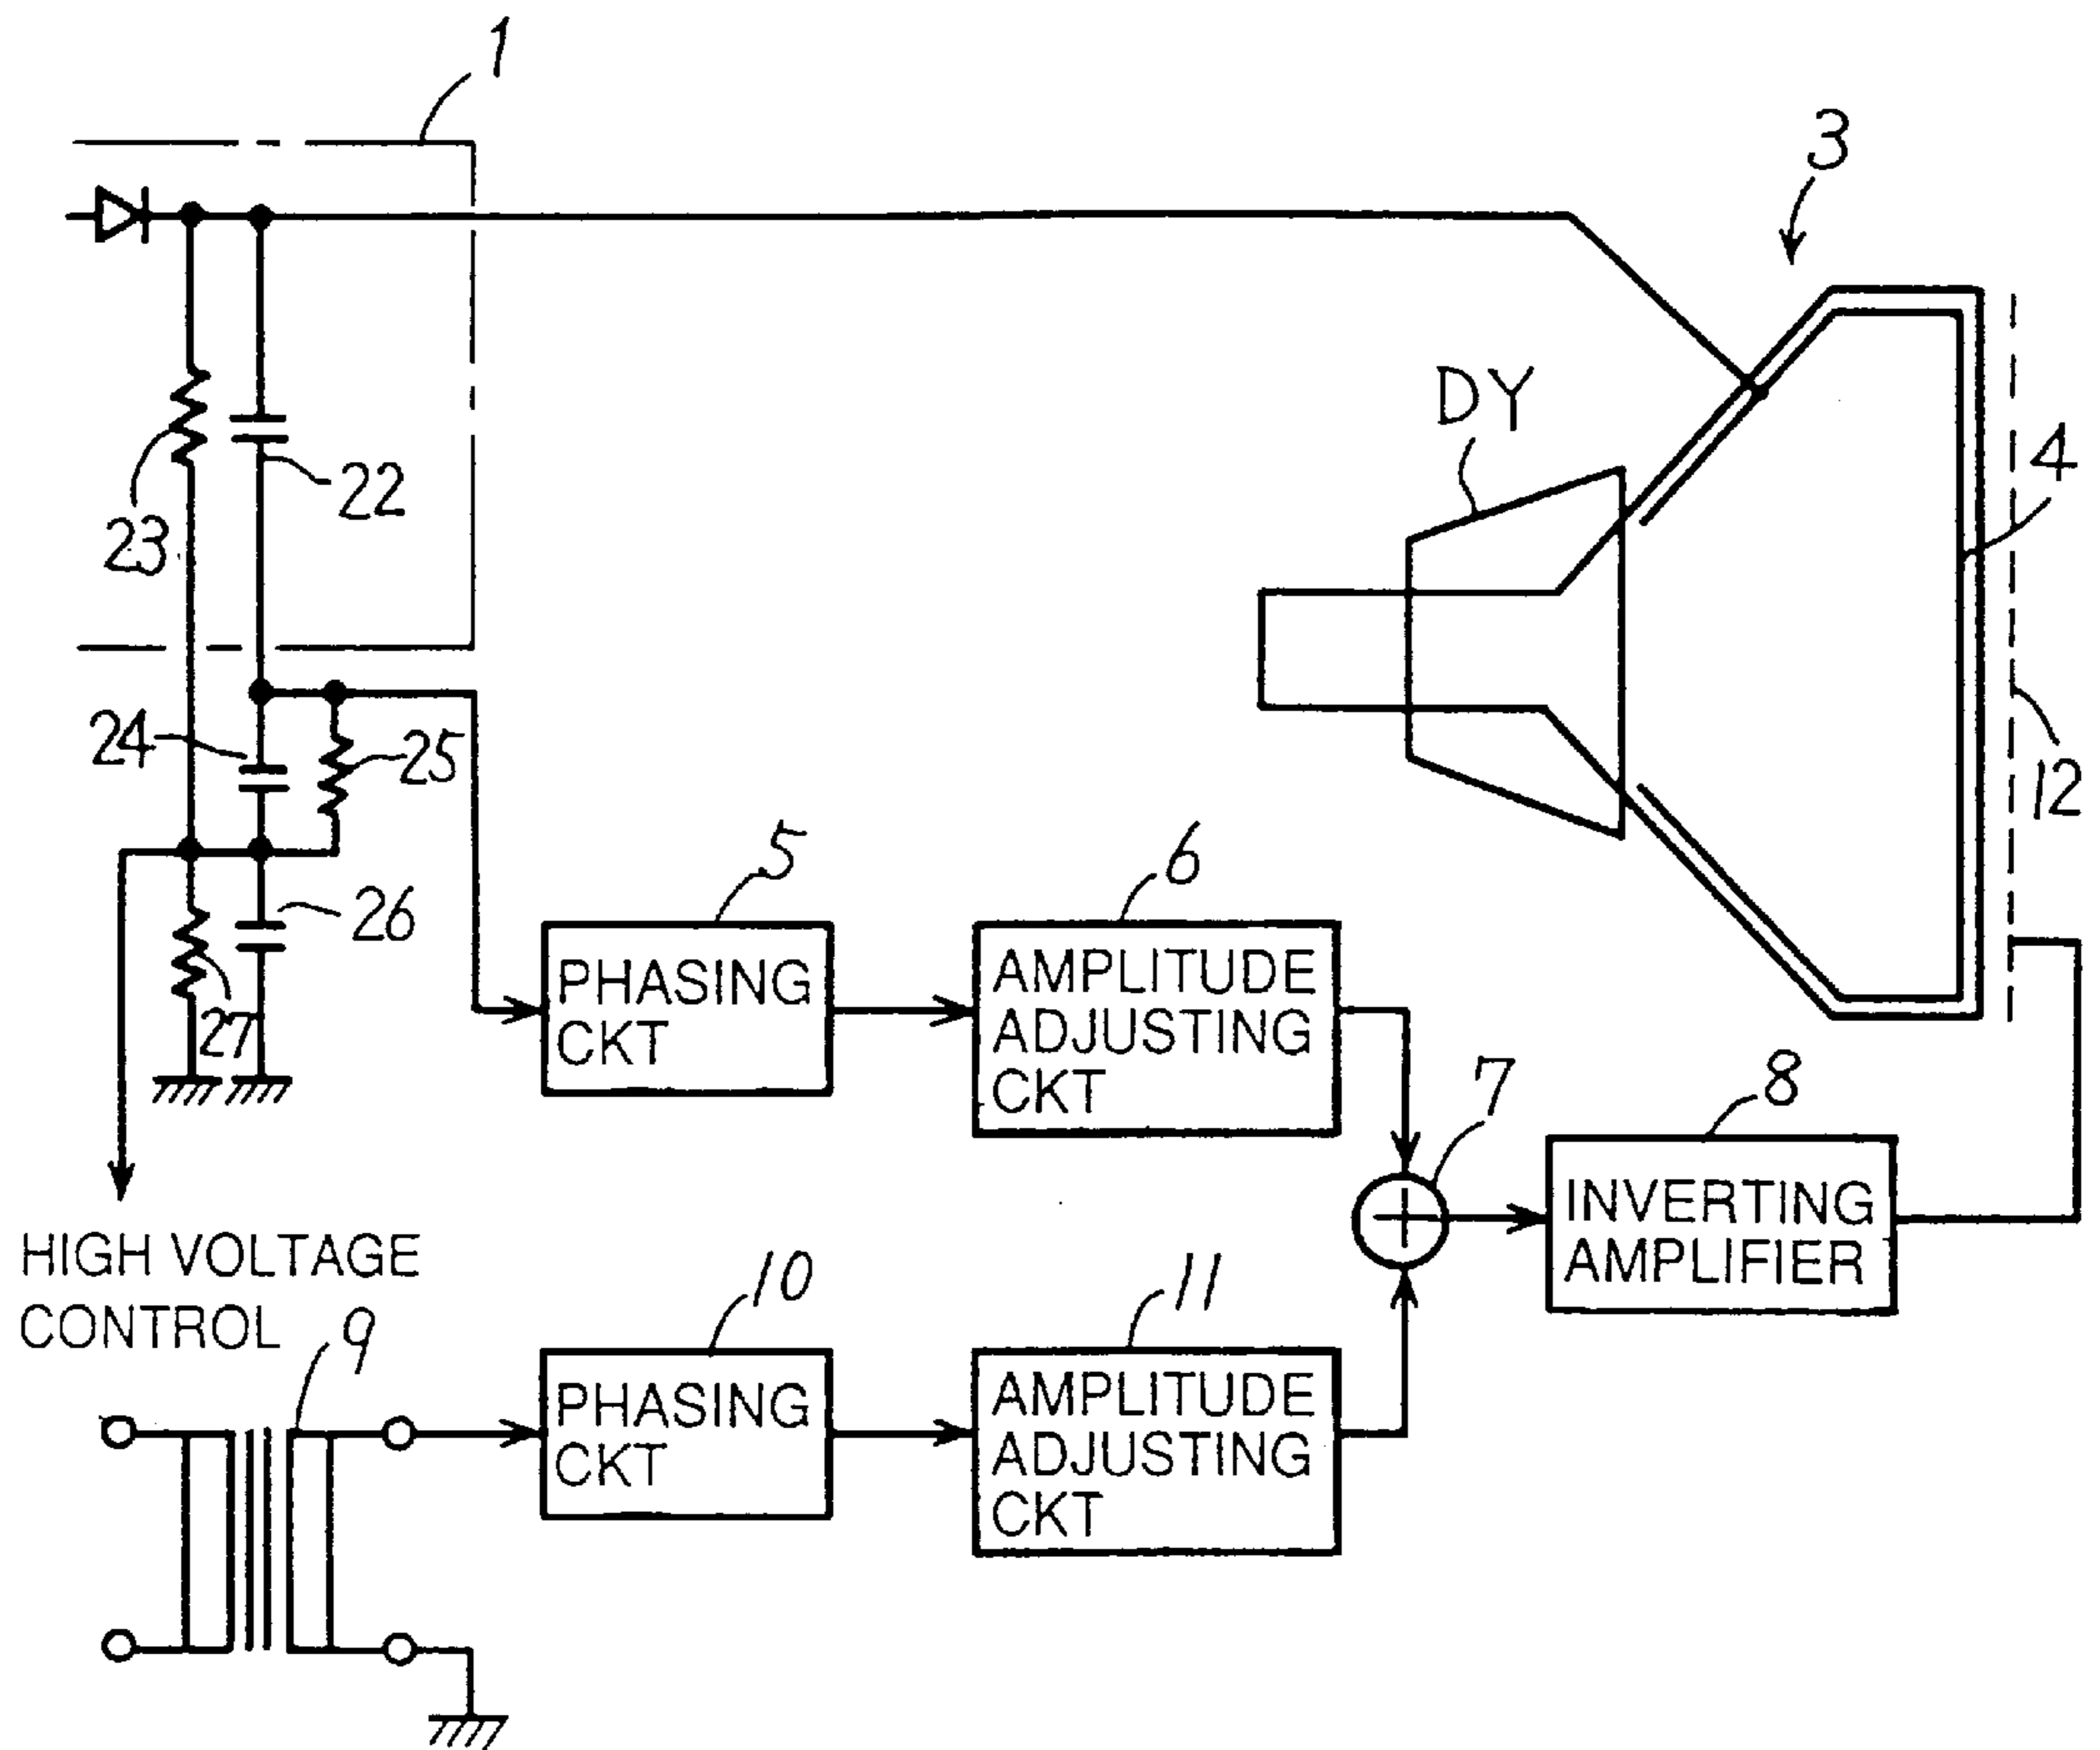 1
3
DY
4
22
23
24
25
12
5
6
26
PHASING
CKT
AMPLITUDE
ADJUSTING
CKT
27
7
8
INVERTING
AMPLIFIER
HIGH VOLTAGE
CONTROL
9
10
11
PHASING
CKT
AMPLITUDE
ADJUSTING
CKT